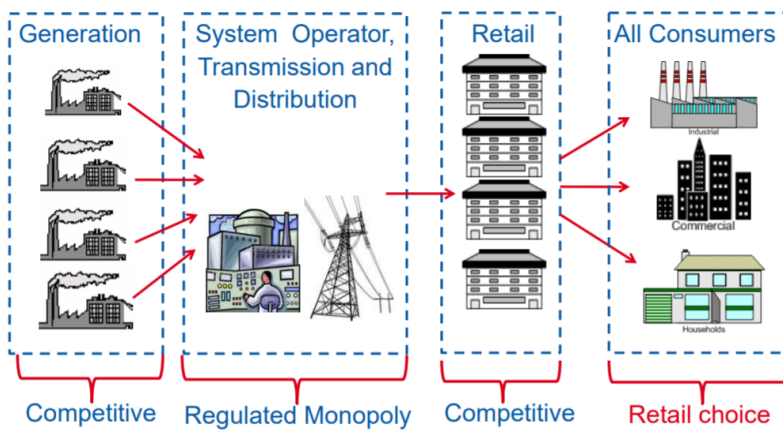 Generation
System Operator,
Transmission and
Distribution
Retail
All Consumers
Industrial
Commercial
Households
Competitive
Regulated Monopoly
Competitive
Retail choice